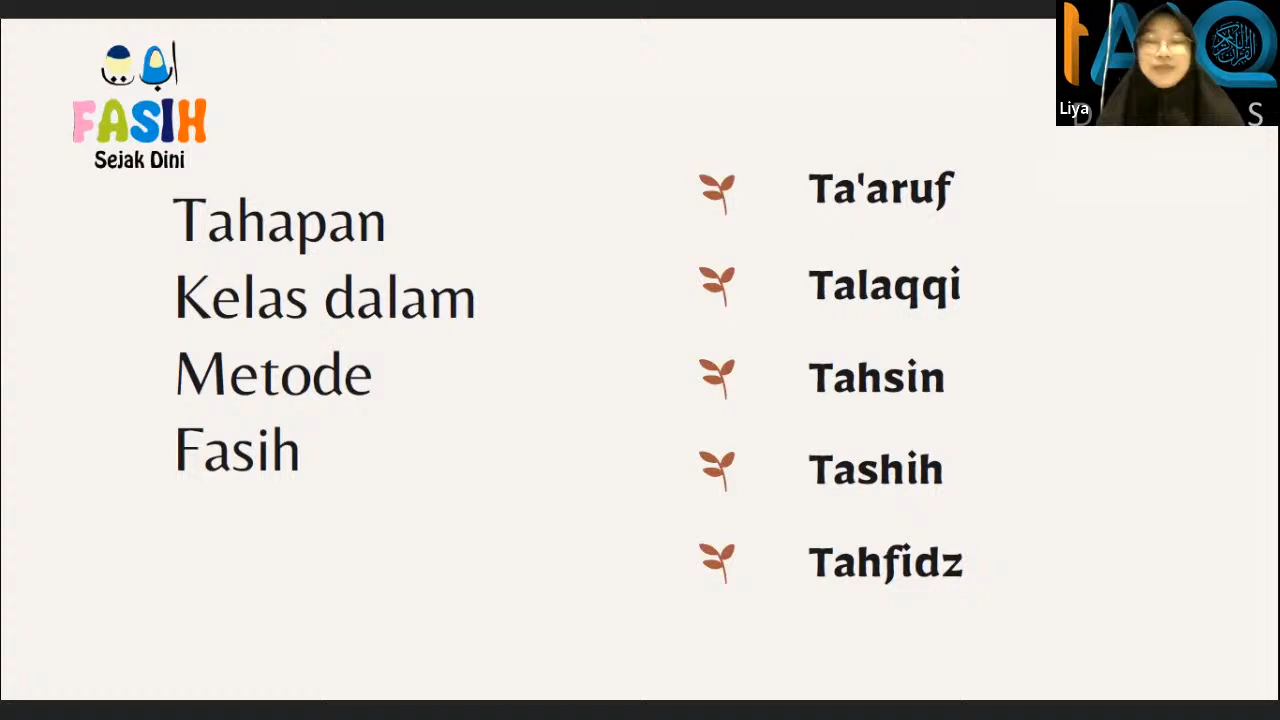 FASIH
Sejak Dini
Tahapan
Kelas dalam
Metode
Fasih
Ta'aruf
Talaqqi
Tahsin
Tashih
Tahfidz
Liya